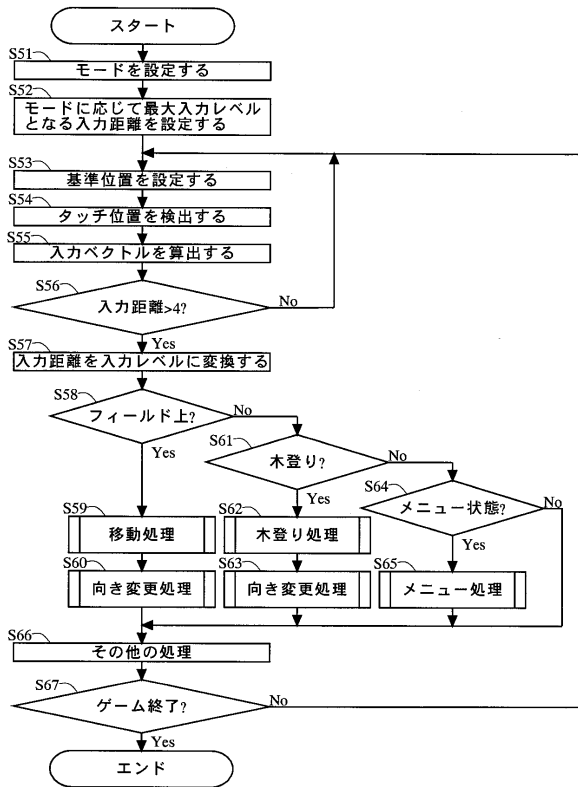 スタート
S51
モードを設定する
S52
モードに応じて最大入力レベル
となる入力距離を設定する
S53
基準位置を設定する
S54
タッチ位置を検出する
S55
入力ベクトルを算出する
S56
入力距離>4?
No
Yes
S57
入力距離を入力レベルに変換する
S58
フィールド上?
No
Yes
S61
木登り?
No
Yes
S64
メニュー状態?
No
Yes
S59
移動処理
S62
木登り処理
S60
向き変更処理
S63
向き変更処理
S65
メニュー処理
S66
その他の処理
S67
ゲーム終了?
No
Yes
エンド